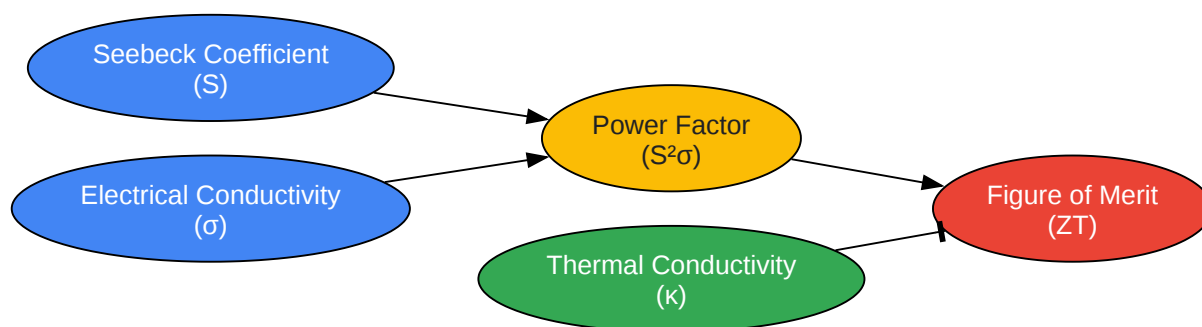 Seebeck Coefficient
(S)
Electrical Conductivity
(σ)
Power Factor
(S²σ)
Thermal Conductivity
(κ)
Figure of Merit
(ZT)